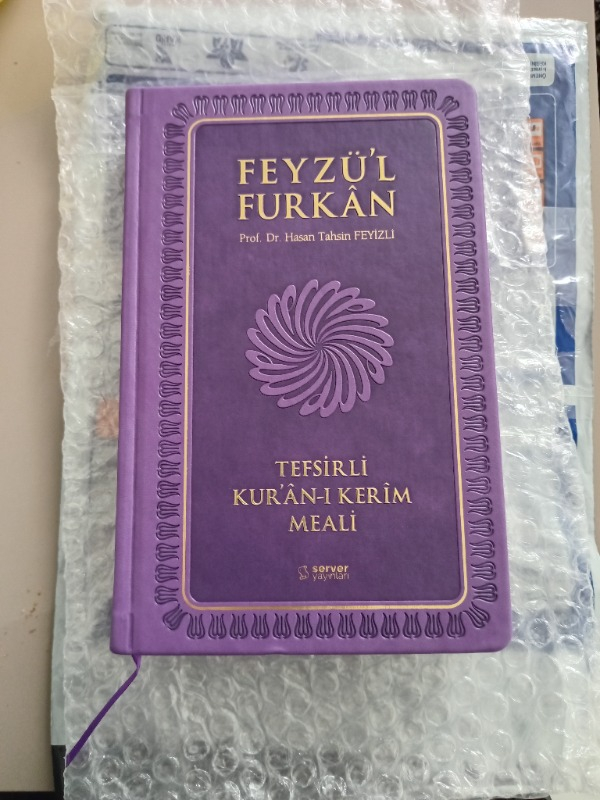 FEYZÜ'L
FURKÂN
Prof. Dr. Hasan Tahsin FEYİZLİ
TEFSİRLİ
KUR'ÂN-I KERÎM
MEALİ
server
yayınları